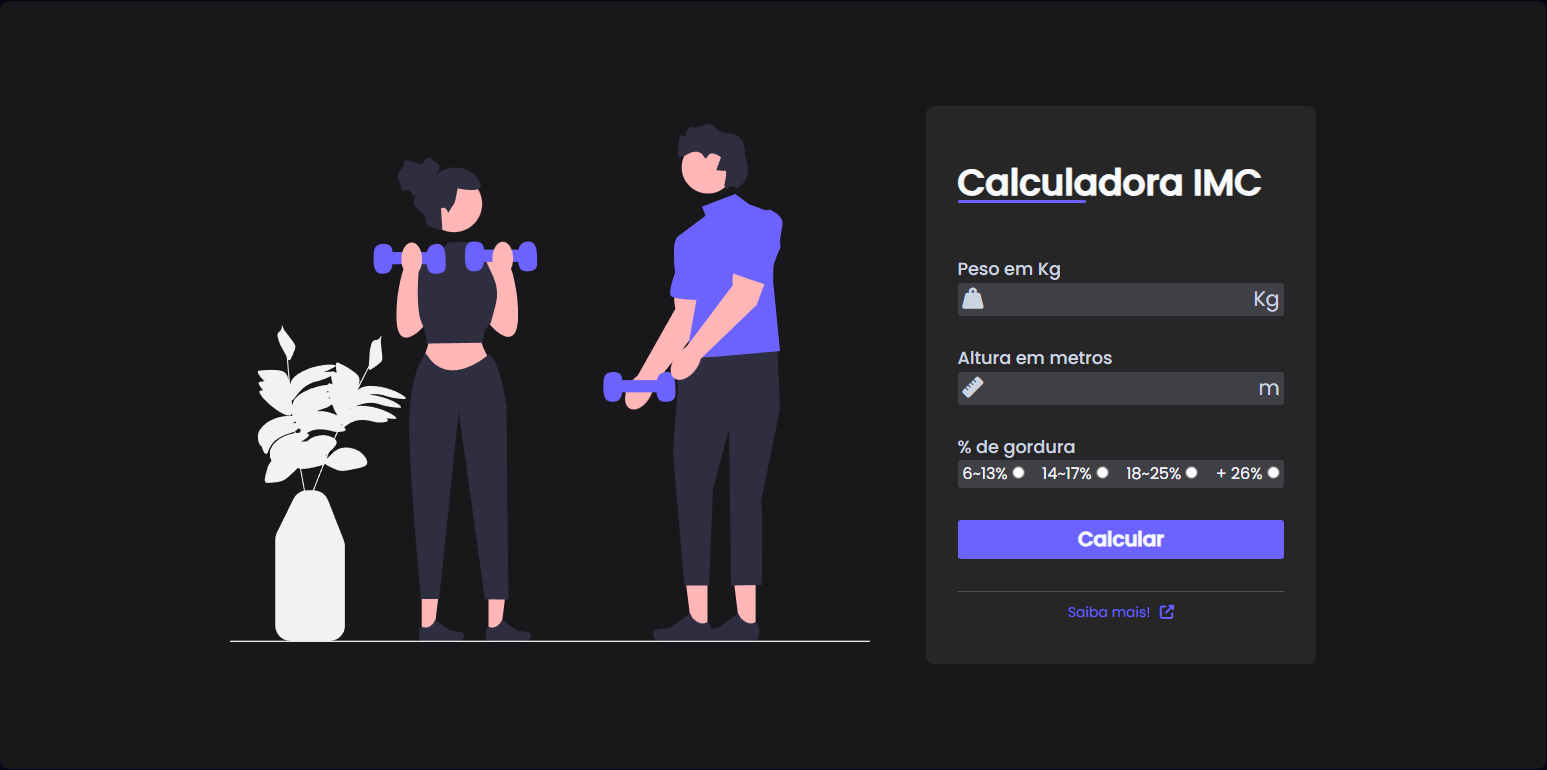 Calculadora IMC
Peso em Kg
Kg
Altura em metros
m
% de gordura
6~13% 14~17% 18~25% + 26%
Calcular
Saiba mais!